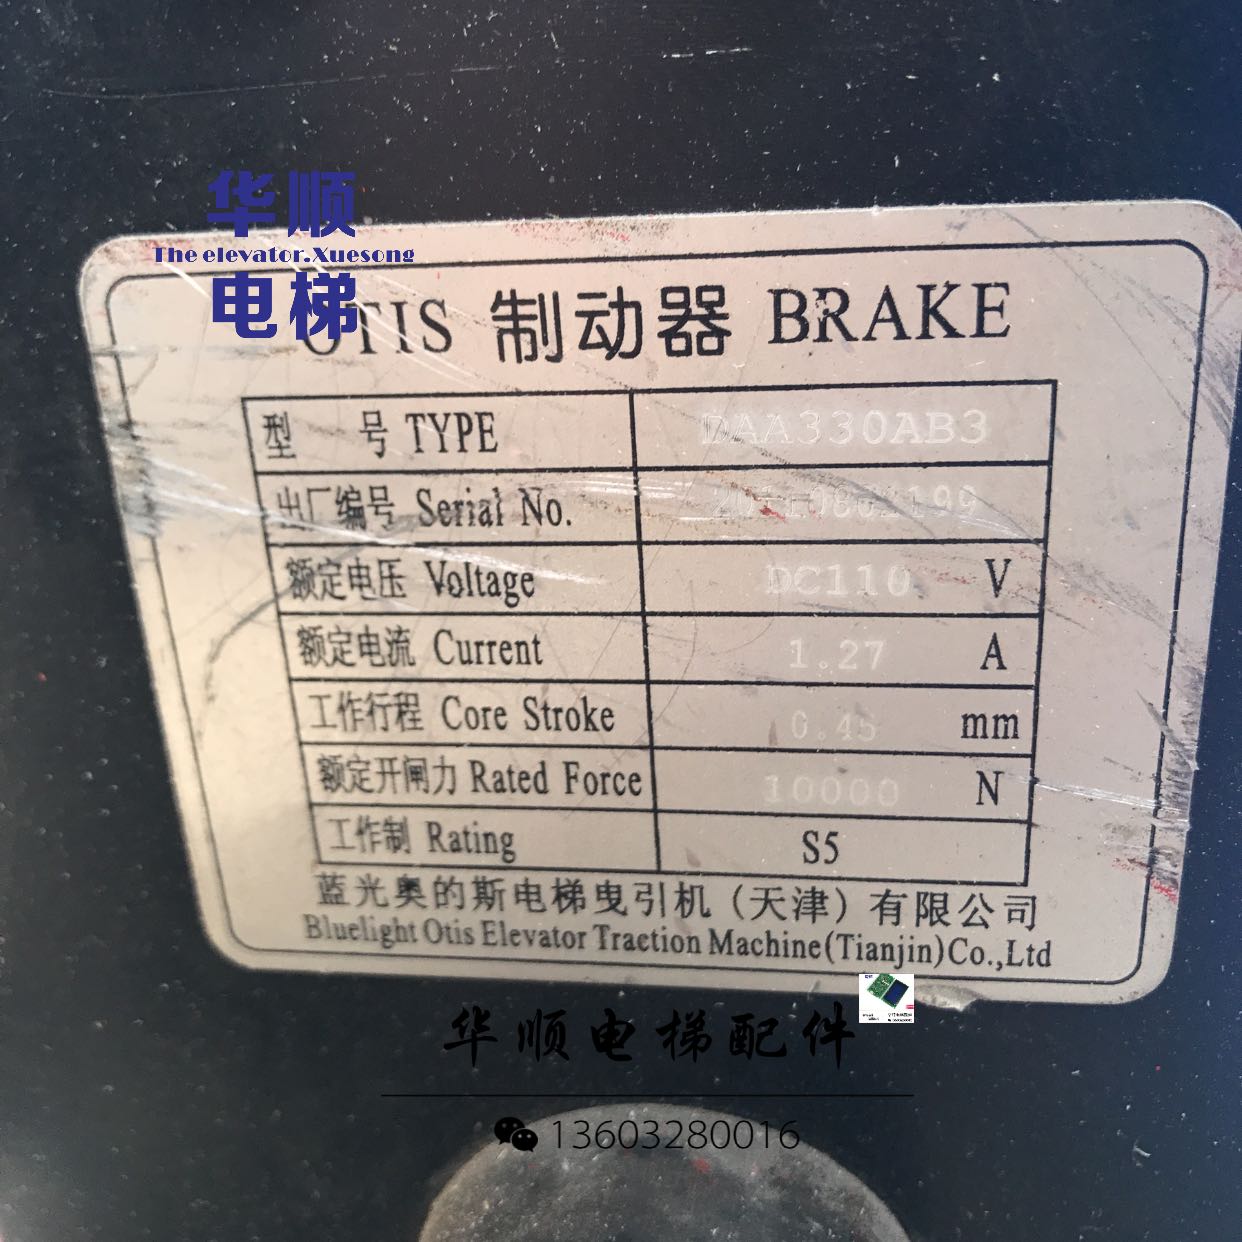 华顺
The elevator.Xuesong
电梯
OTIS 制动器 BRAKE
型 号 TYPE DAA330AB3
出厂编号 Serial No.
额定电压 Voltage DC110 V
额定电流 Current 1.27 A
工作行程 Core Stroke 0.45 mm
额定开闸力 Rated Force 10000 N
工作制 Rating S5
蓝光奥的斯电梯曳引机（天津）有限公司
Bluelight Otis Elevator Traction Machine(Tianjin)Co.,Ltd
华顺电梯配件
13603280016